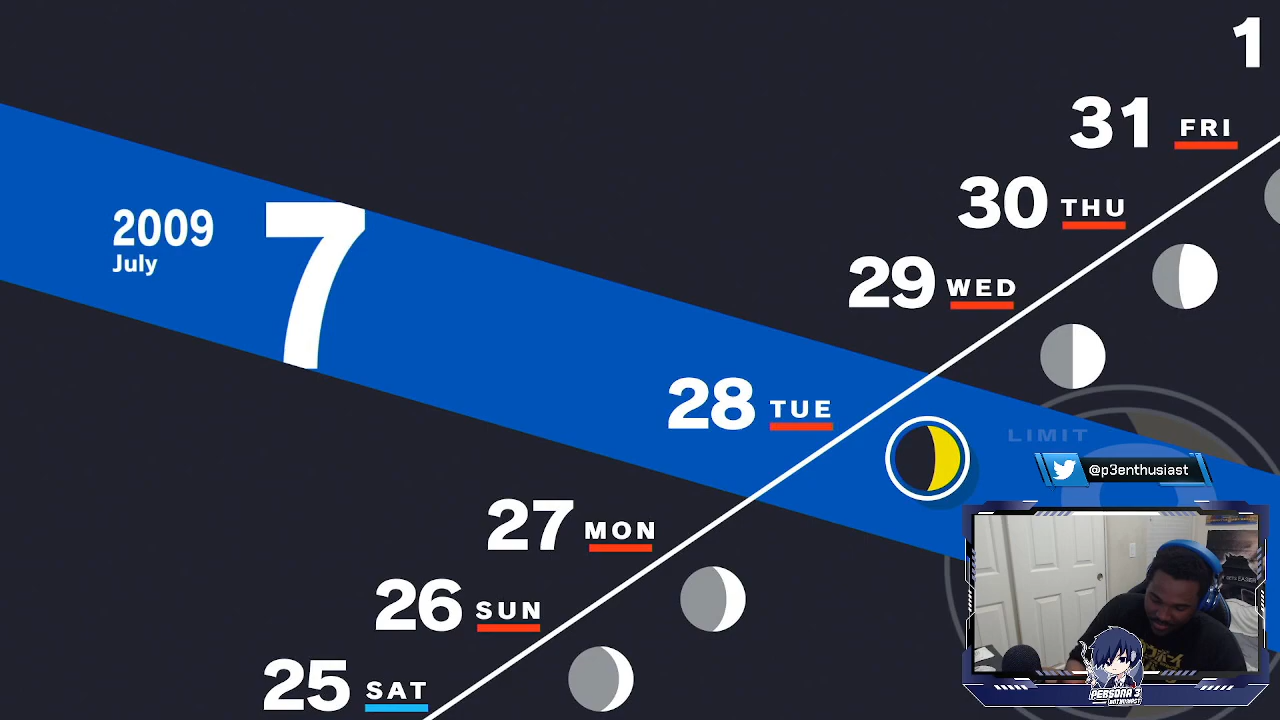 1
31 FRI
30 THU
2009
July
7
29 WED
28 TUE
LIMIT
@p3enthusiast
27 MON
26 SUN
25 SAT
PERSONA 3
ENTHUSIAST